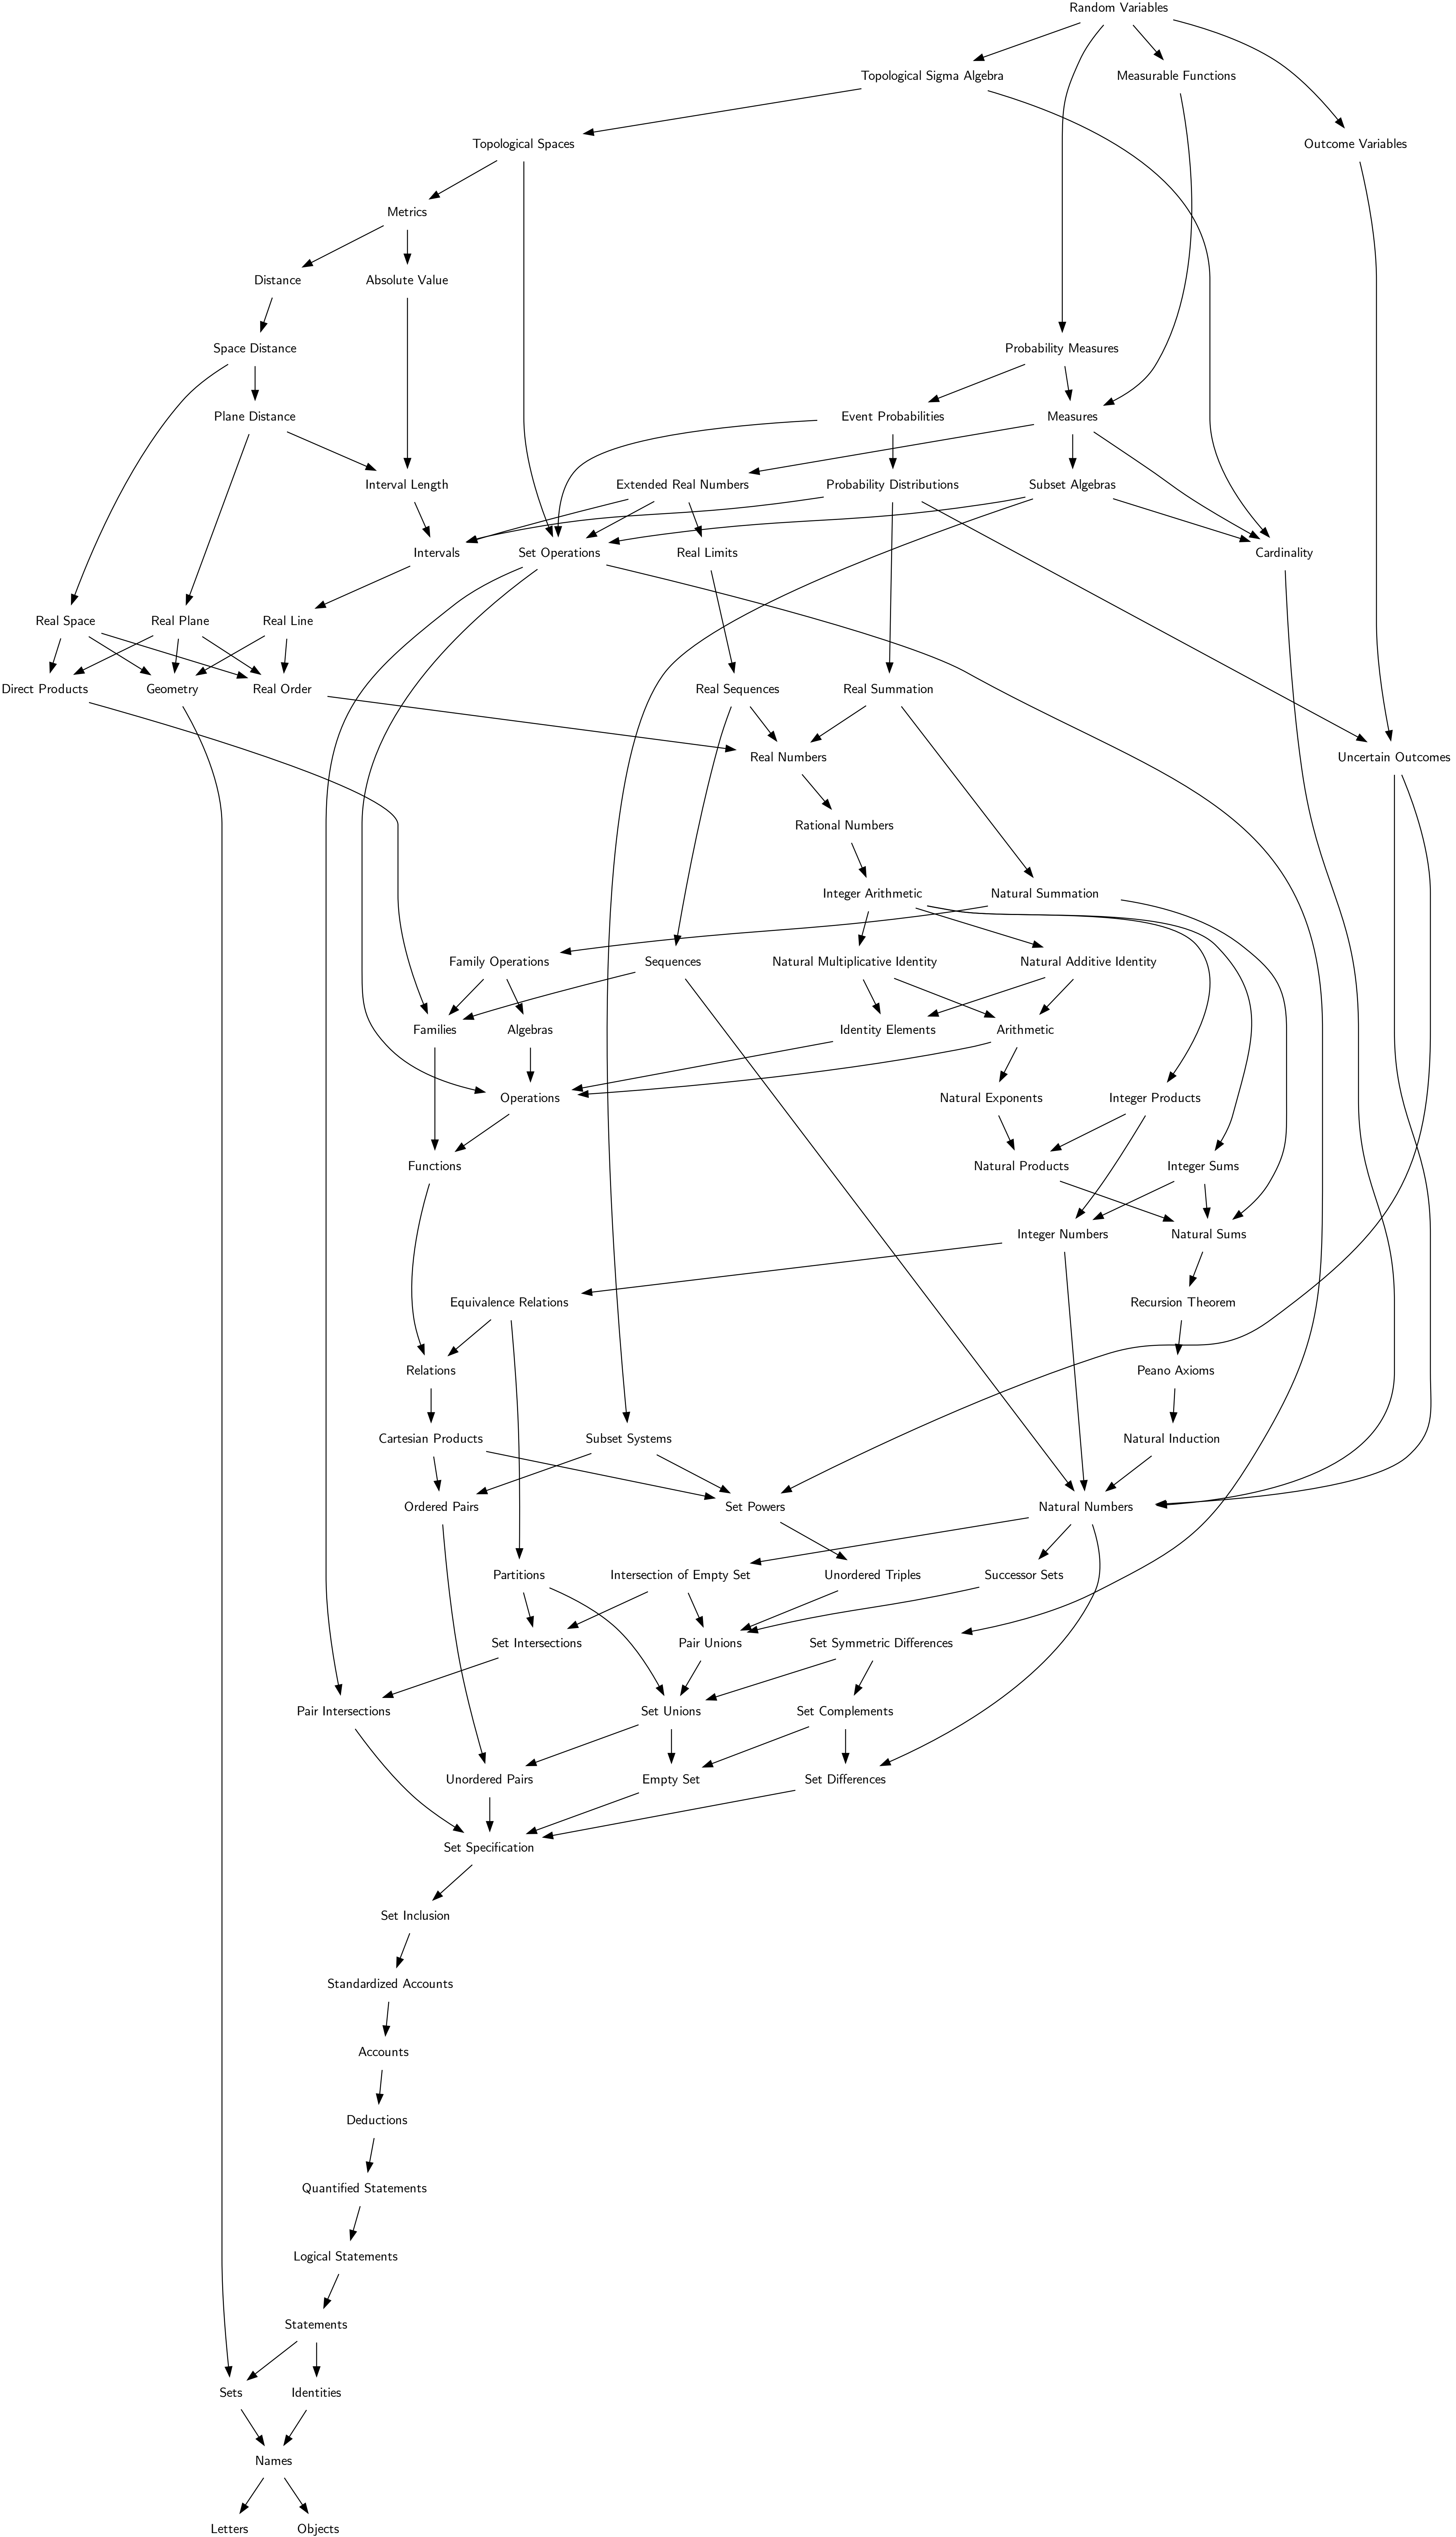 Random Variables
Topological Sigma Algebra
Measurable Functions
Topological Spaces
Outcome Variables
Metrics
Distance
Absolute Value
Space Distance
Probability Measures
Plane Distance
Event Probabilities
Measures
Interval Length
Extended Real Numbers
Probability Distributions
Subset Algebras
Intervals
Set Operations
Real Limits
Cardinality
Real Space
Real Plane
Real Line
Direct Products
Geometry
Real Order
Real Sequences
Real Summation
Real Numbers
Uncertain Outcomes
Rational Numbers
Integer Arithmetic
Natural Summation
Family Operations
Sequences
Natural Multiplicative Identity
Natural Additive Identity
Families
Algebras
Identity Elements
Arithmetic
Operations
Natural Exponents
Integer Products
Functions
Natural Products
Integer Sums
Integer Numbers
Natural Sums
Equivalence Relations
Recursion Theorem
Relations
Peano Axioms
Cartesian Products
Subset Systems
Natural Induction
Ordered Pairs
Set Powers
Natural Numbers
Partitions
Intersection of Empty Set
Unordered Triples
Successor Sets
Set Intersections
Pair Unions
Set Symmetric Differences
Pair Intersections
Set Unions
Set Complements
Unordered Pairs
Empty Set
Set Differences
Set Specification
Set Inclusion
Standardized Accounts
Accounts
Deductions
Quantified Statements
Logical Statements
Statements
Sets
Identities
Names
Letters
Objects